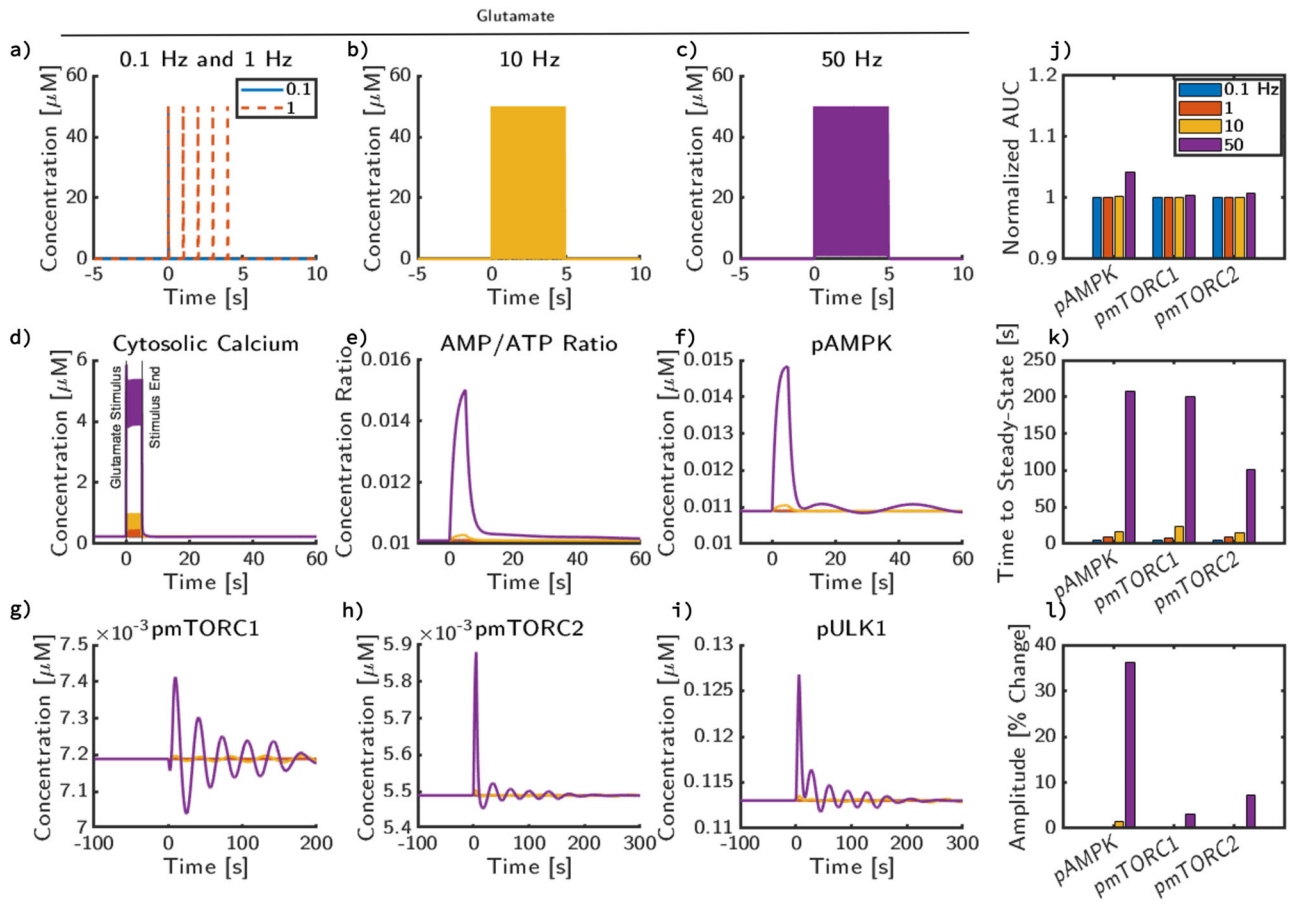 Glutamate
a)
0.1 Hz and 1 Hz
Concentration [μM]
60
40
20
0
-5
0
5
10
Time [s]
0.1
1
b)
10 Hz
Concentration [μM]
60
40
20
0
-5
0
5
10
Time [s]
c)
50 Hz
Concentration [μM]
60
40
20
0
-5
0
5
10
Time [s]
j)
Normalized AUC
1.2
1.1
1
0.9
0.1 Hz
1
10
50
pAMPK
pmTORC1
pmTORC2
d)
Cytosolic Calcium
Concentration [μM]
6
4
2
0
Glutamate Stimulus
Stimulus End
0
20
40
60
Time [s]
e)
AMP/ATP Ratio
Concentration Ratio
0.016
0.014
0.012
0.01
0
20
40
60
Time [s]
f)
pAMPK
Concentration [μM]
0.015
0.014
0.013
0.012
0.011
0.01
0
20
40
60
Time [s]
k)
Time to Steady-State [s]
250
200
150
100
50
0
pAMPK
pmTORC1
pmTORC2
g)
×10⁻³ pmTORC1
Concentration [μM]
7.5
7.4
7.3
7.2
7.1
7
-100
0
100
200
Time [s]
h)
×10⁻³ pmTORC2
Concentration [μM]
5.9
5.8
5.7
5.6
5.5
5.4
-100
0
100
200
300
Time [s]
i)
pULK1
Concentration [μM]
0.13
0.125
0.12
0.115
0.11
-100
0
100
200
300
Time [s]
l)
Amplitude [% Change]
40
30
20
10
0
pAMPK
pmTORC1
pmTORC2